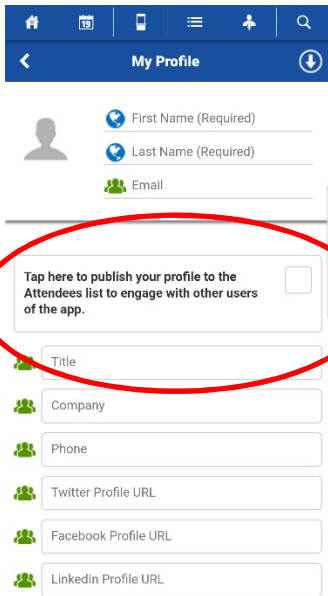 19
My Profile
First Name (Required)
Last Name (Required)
Email
Tap here to publish your profile to the
Attendees list to engage with other users
of the app.
Title
Company
Phone
Twitter Profile URL
Facebook Profile URL
LinkedIn Profile URL